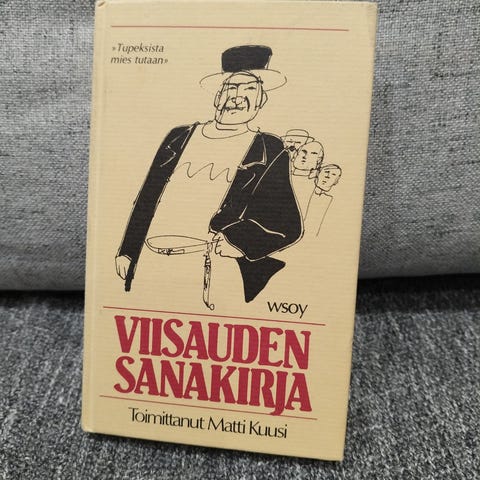 »Tupeksista
mies tutaan»
wsoy
VIISAUDEN
SANAKIRJA
Toimittanut Matti Kuusi